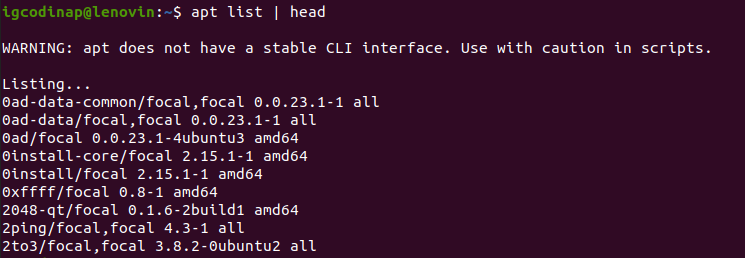 igcodinap@lenovin:~$ apt list | head
WARNING: apt does not have a stable CLI interface. Use with caution in scripts.
Listing...
0ad-data-common/focal,focal 0.0.23.1-1 all
0ad-data/focal,focal 0.0.23.1-1 all
0ad/focal 0.0.23.1-4ubuntu3 amd64
0install-core/focal 2.15.1-1 amd64
0install/focal 2.15.1-1 amd64
0xffff/focal 0.8-1 amd64
2048-qt/focal 0.1.6-2build1 amd64
2ping/focal,focal 4.3-1 all
2to3/focal,focal 3.8.2-0ubuntu2 all